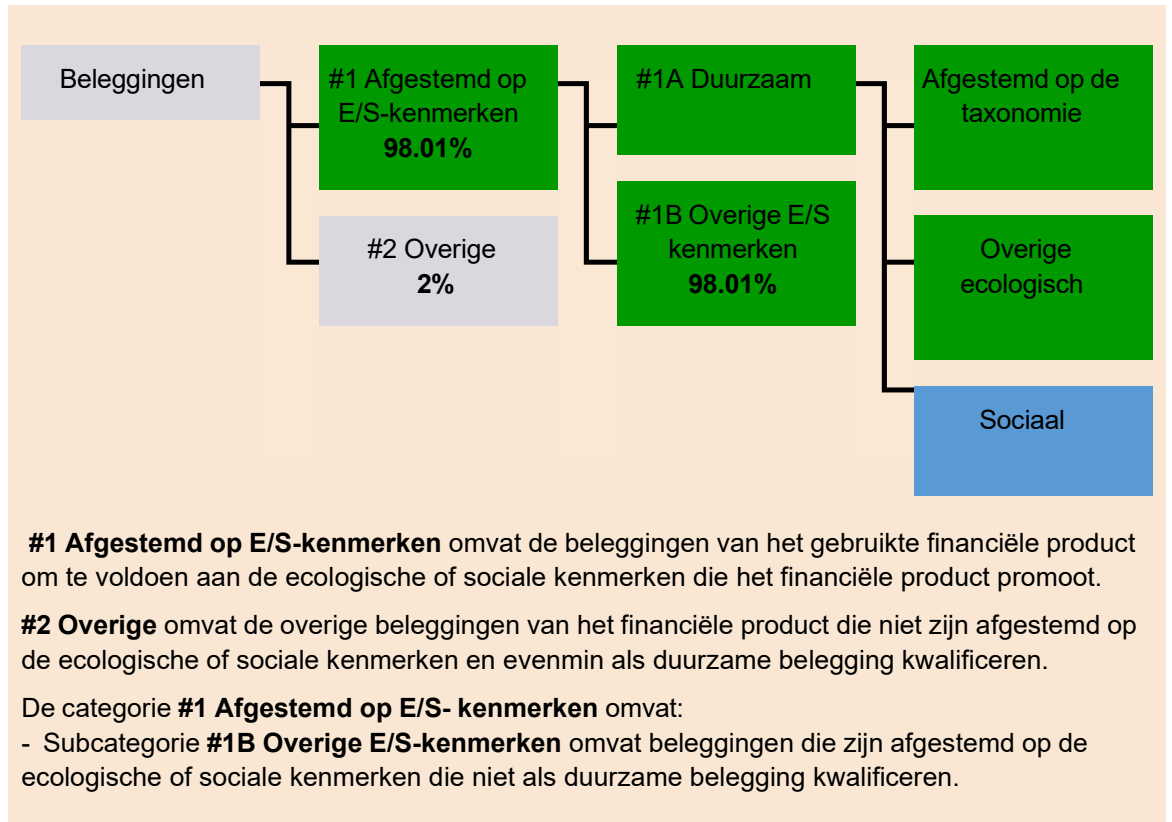 Beleggingen
#1 Afgestemd op
E/S-kenmerken
98.01%
#2 Overige
2%
#1A Duurzaam
#1B Overige E/S
kenmerken
98.01%
Afgestemd op de
taxonomie
Overige
ecologisch
Sociaal
#1 Afgestemd op E/S-kenmerken omvat de beleggingen van het gebruikte financiële product
om te voldoen aan de ecologische of sociale kenmerken die het financiële product promoot.
#2 Overige omvat de overige beleggingen van het financiële product die niet zijn afgestemd op
de ecologische of sociale kenmerken en evenmin als duurzame belegging kwalificeren.
De categorie #1 Afgestemd op E/S- kenmerken omvat:
- Subcategorie #1B Overige E/S-kenmerken omvat beleggingen die zijn afgestemd op de
ecologische of sociale kenmerken die niet als duurzame belegging kwalificeren.